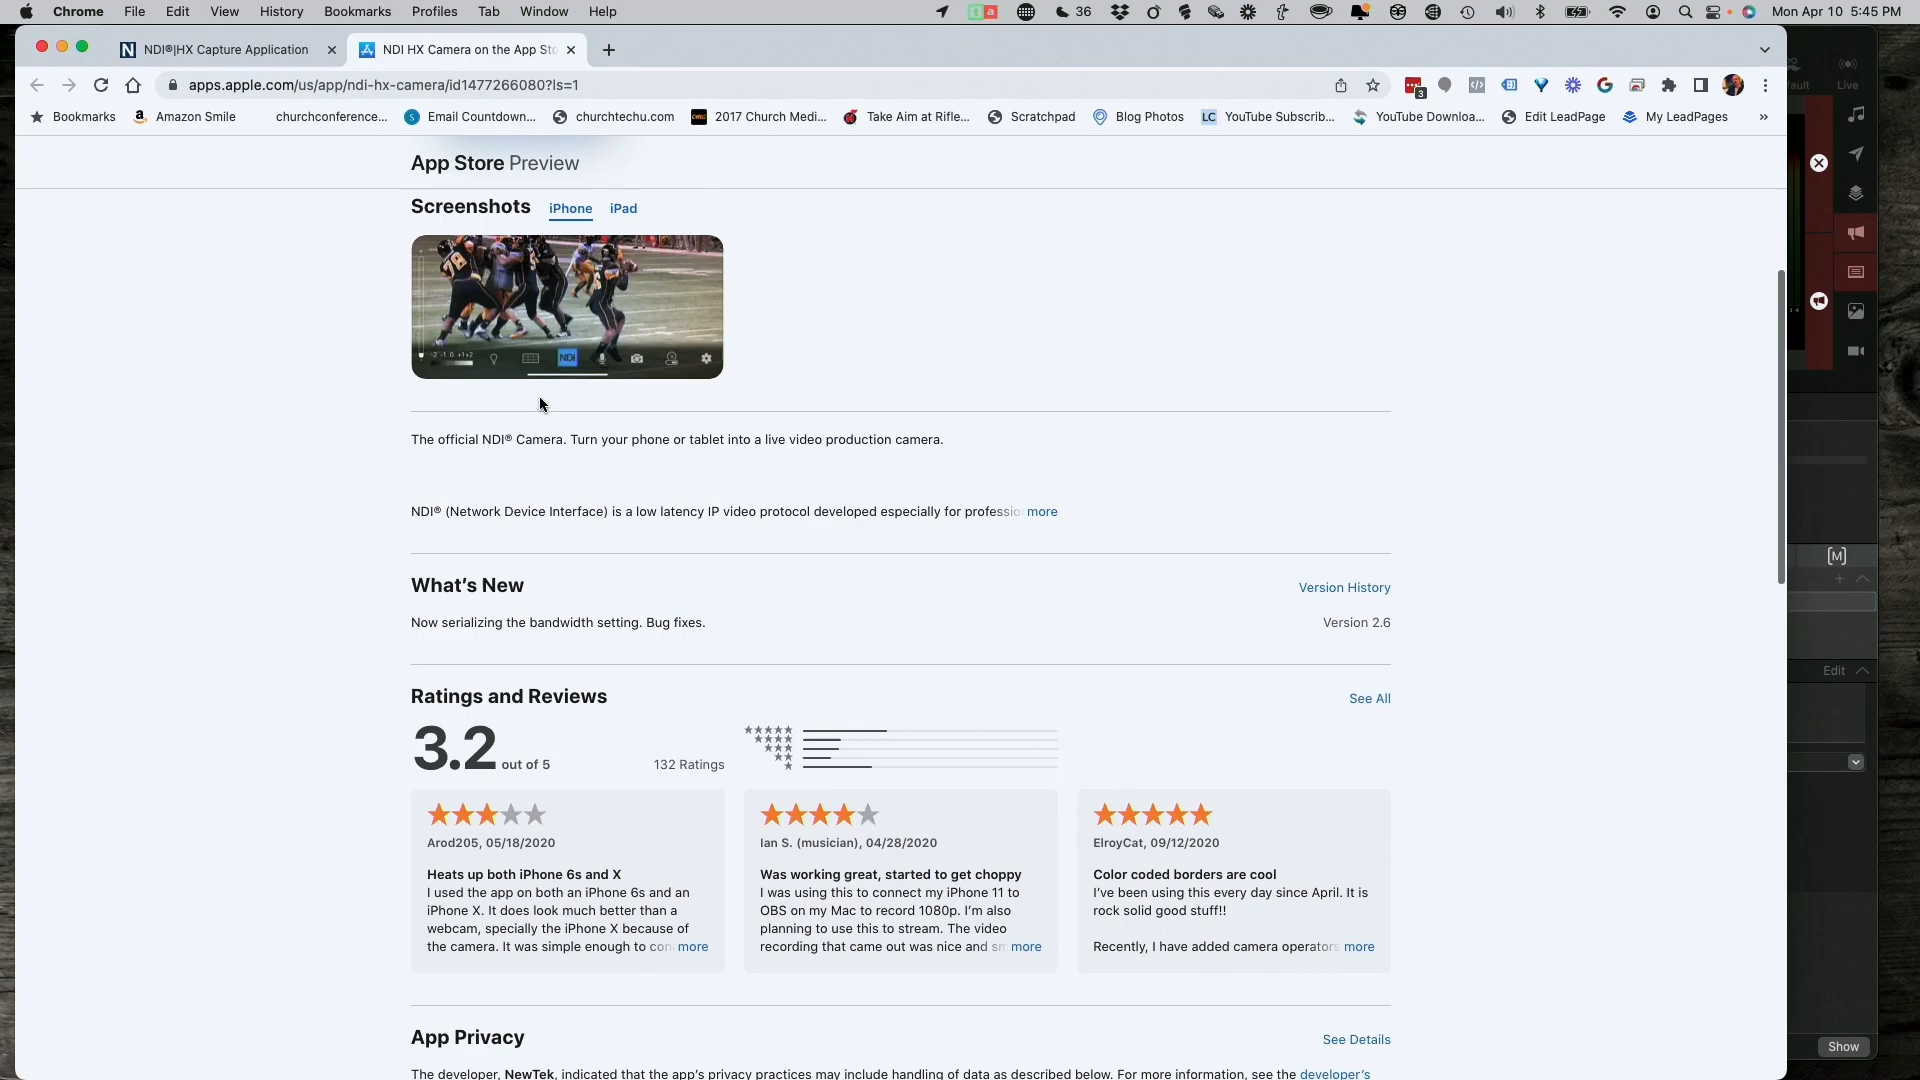 Chrome File Edit View History Bookmarks Profiles Tab Window Help 36 Mon Apr 10 5:45 PM
NDI®|HX Capture Application NDI HX Camera on the App Sto
apps.apple.com/us/app/ndi-hx-camera/id1477266080?ls=1 3
Bookmarks Amazon Smile churchconference... Email Countdown... churchtechu.com 2017 Church Medi... Take Aim at Rifle... Scratchpad Blog Photos LC YouTube Subscrib... YouTube Downloa... Edit LeadPage My LeadPages »
Live
App Store Preview
Screenshots iPhone iPad
78
-2 -1 0 +1 +2 NDI
The official NDI® Camera. Turn your phone or tablet into a live video production camera.
NDI® (Network Device Interface) is a low latency IP video protocol developed especially for professio more
[M]
What's New Version History
Now serializing the bandwidth setting. Bug fixes. Version 2.6
Edit
Ratings and Reviews See All
3.2 out of 5 132 Ratings
Arod205, 05/18/2020
Heats up both iPhone 6s and X
I used the app on both an iPhone 6s and an
iPhone X. It does look much better than a
webcam, specially the iPhone X because of
the camera. It was simple enough to con more
Ian S. (musician), 04/28/2020
Was working great, started to get choppy
I was using this to connect my iPhone 11 to
OBS on my Mac to record 1080p. I'm also
planning to use this to stream. The video
recording that came out was nice and sm more
ElroyCat, 09/12/2020
Color coded borders are cool
I've been using this every day since April. It is
rock solid good stuff!!
Recently, I have added camera operators more
App Privacy See Details
Show
The developer, NewTek, indicated that the app's privacy practices may include handling of data as described below. For more information, see the developer's